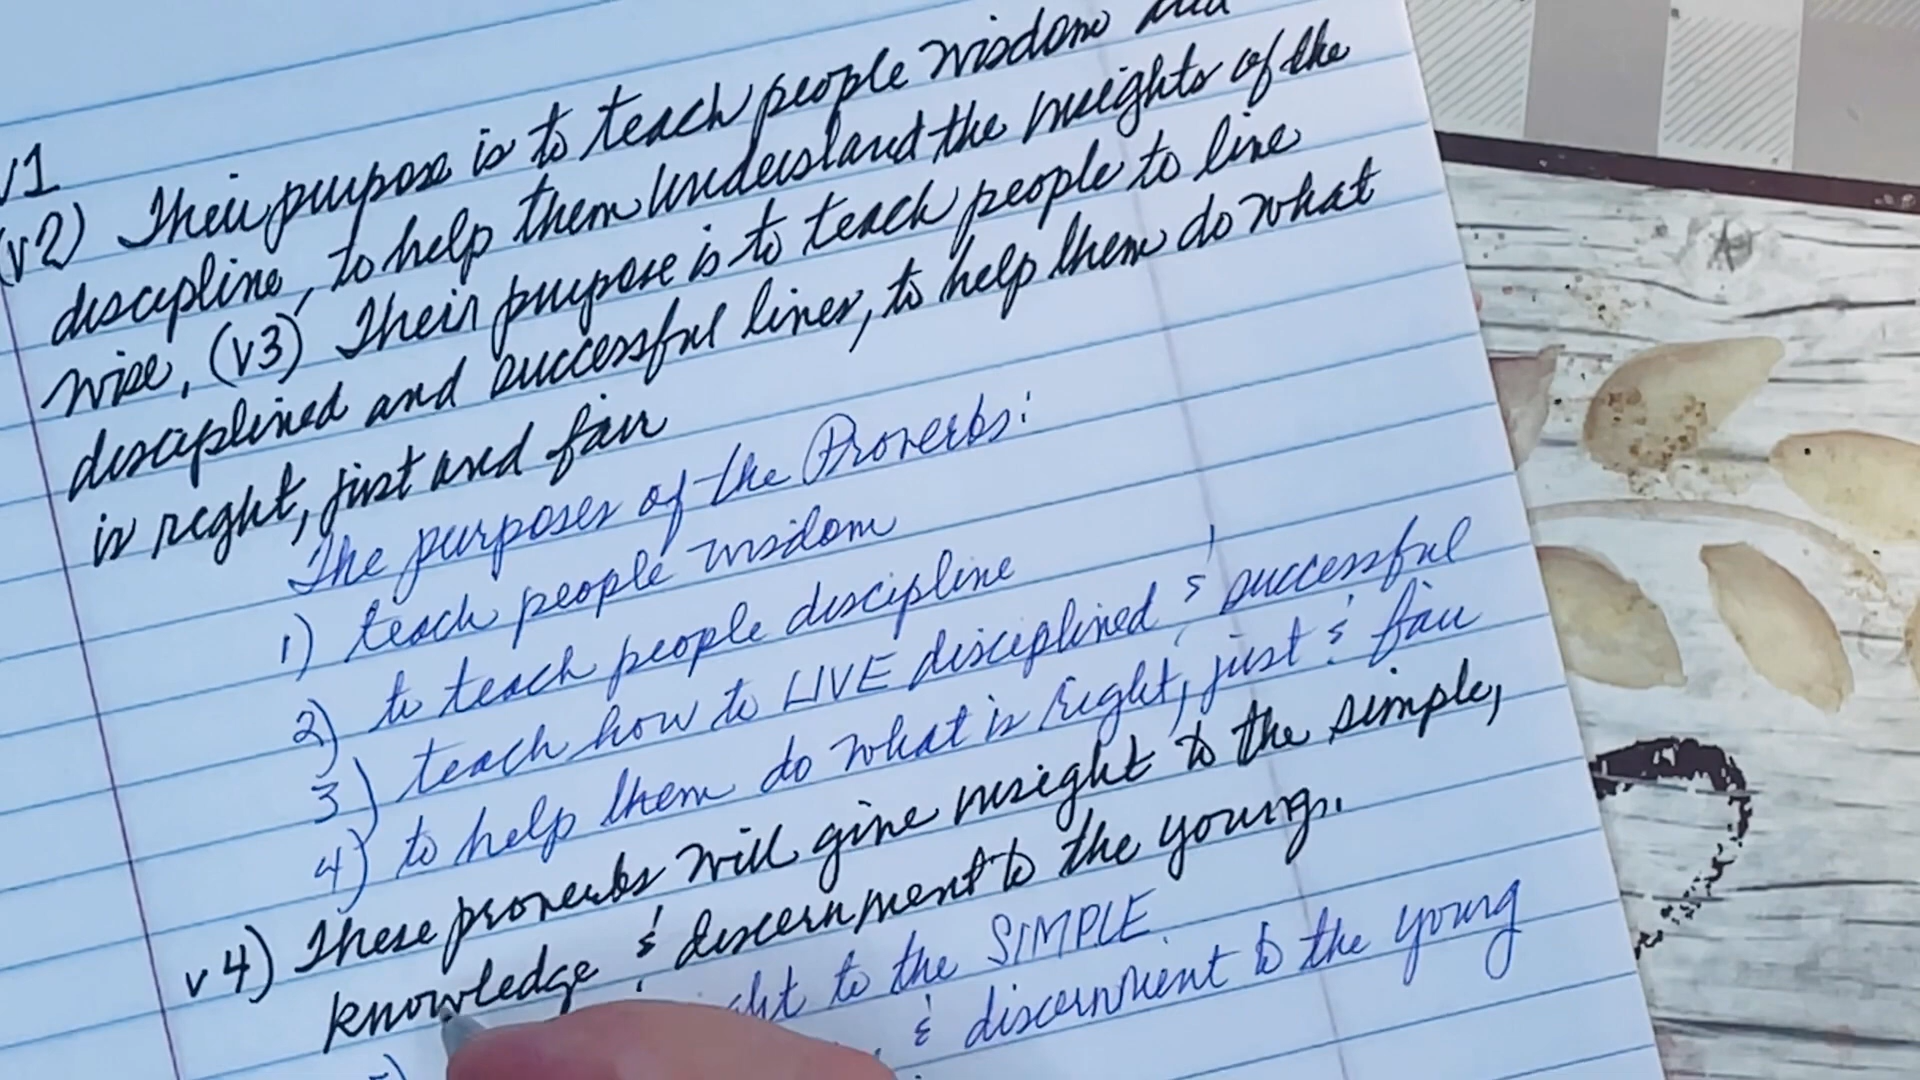 v1
(v2) Their purpose is to teach people wisdom and
discipline, to help them understand the insights of the
wise. (v3) Their purpose is to teach people to live
disciplined and successful lives, to help them do what
is right, just and fair
The purposes of the Proverbs:
1) teach people wisdom
2) to teach people discipline
3) teach how to LIVE disciplined & successful
4) to help them do what is right, just & fair
v4) These proverbs will give insight to the simple,
knowledge & discernment to the young.
to the SIMPLE
& discernment to the young